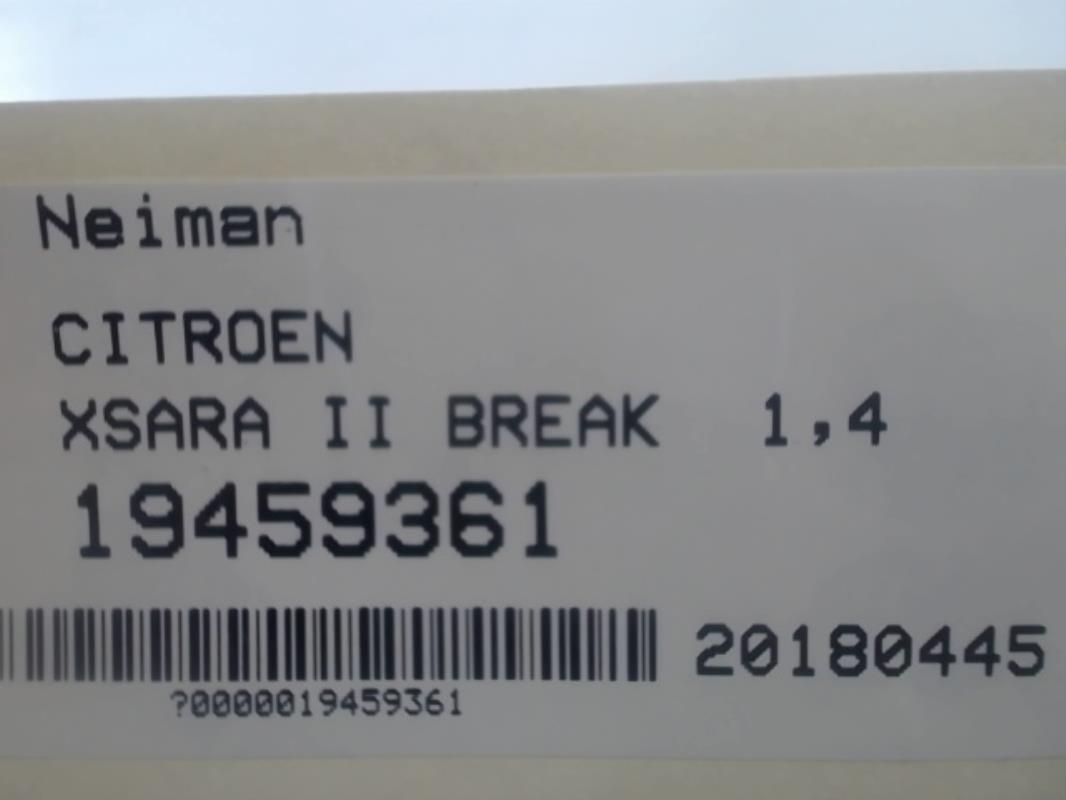 Neiman
CITROEN
XSARA II BREAK 1,4
19459361
20180445
?0000019459361